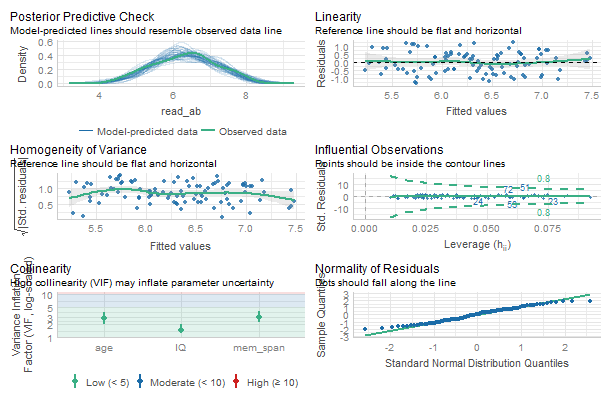 Posterior Predictive Check
Model-predicted lines should resemble observed data line
Density
0.6
0.4
0.2
0.0
4
6
8
read_ab
Model-predicted data
Observed data
Linearity
Reference line should be flat and horizontal
Residuals
1.0
0.5
0.0
-0.5
-1.0
5.5
6.0
6.5
7.0
7.5
Fitted values
Homogeneity of Variance
Reference line should be flat and horizontal
√|Std. residuals|
1.0
0.5
5.5
6.0
6.5
7.0
7.5
Fitted values
Influential Observations
Points should be inside the contour lines
Std. Residuals
10
0
-10
0.8
0.8
72
51
24
23
0.000
0.025
0.050
0.075
Leverage (hii)
Collinearity
High collinearity (VIF) may inflate parameter uncertainty
Variance Inflation
Factor (VIF, log-scaled)
10
5
3
2
1
age
IQ
mem_span
Low (< 5)
Moderate (< 10)
High (≥ 10)
Normality of Residuals
Dots should fall along the line
Sample Quantiles
3
2
1
0
-1
-2
-3
-2
-1
0
1
2
Standard Normal Distribution Quantiles